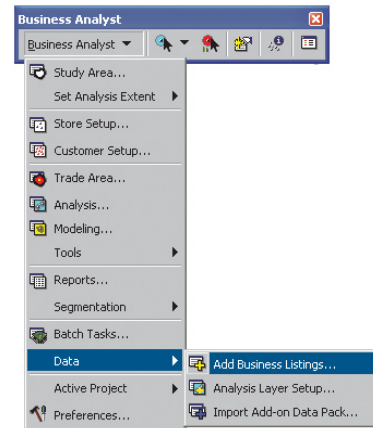 Business Analyst
Business Analyst
Study Area...
Set Analysis Extent
Store Setup...
Customer Setup...
Trade Area...
Analysis...
Modeling...
Tools
Reports...
Segmentation
Batch Tasks...
Data
Add Business Listings...
Analysis Layer Setup...
Active Project
Import Add-on Data Pack...
Preferences...